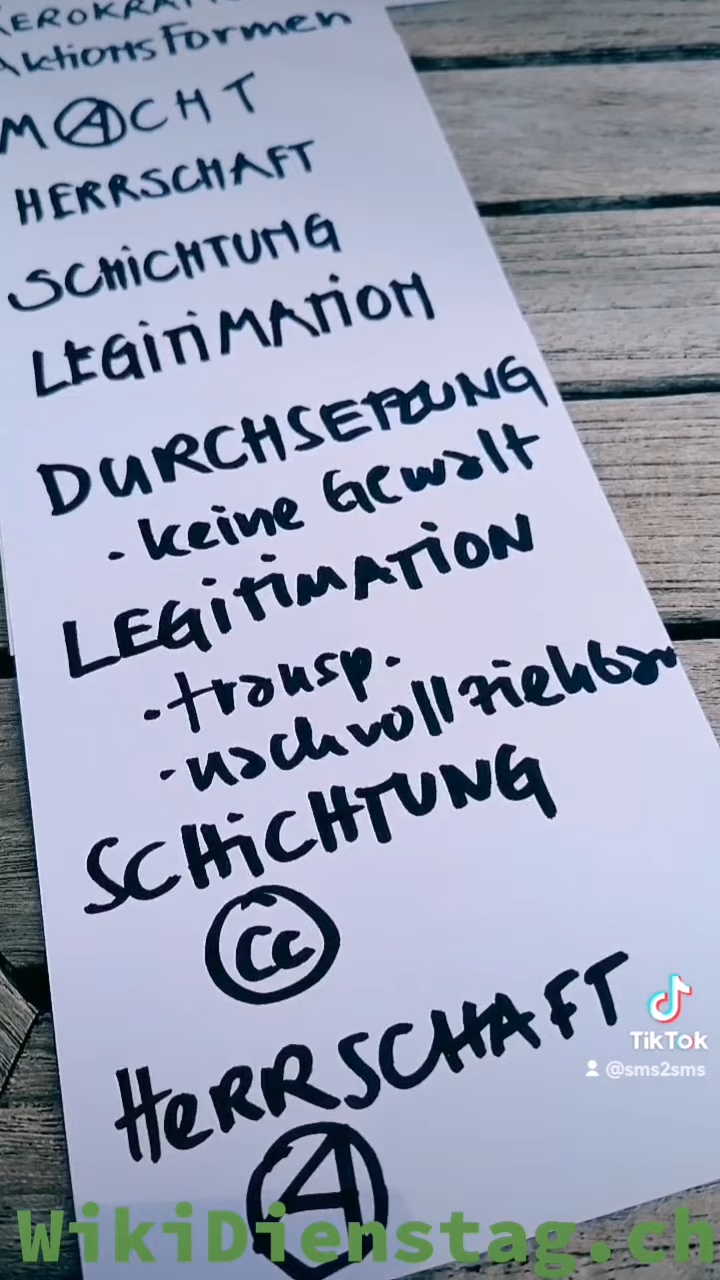 AktionsFormen
MⒶCHT
HERRSCHAFT
SCHiCHTUNG
LEGiTiMATiON
DURCHSETZUNG
· keine Gewalt
LEGiTiMATiON
· transp.
· nachvollziehbar
SCHiCHTUNG
cc
HeRRSCHAFT
Ⓐ
TikTok
@sms2sms
WikiDienstag.ch